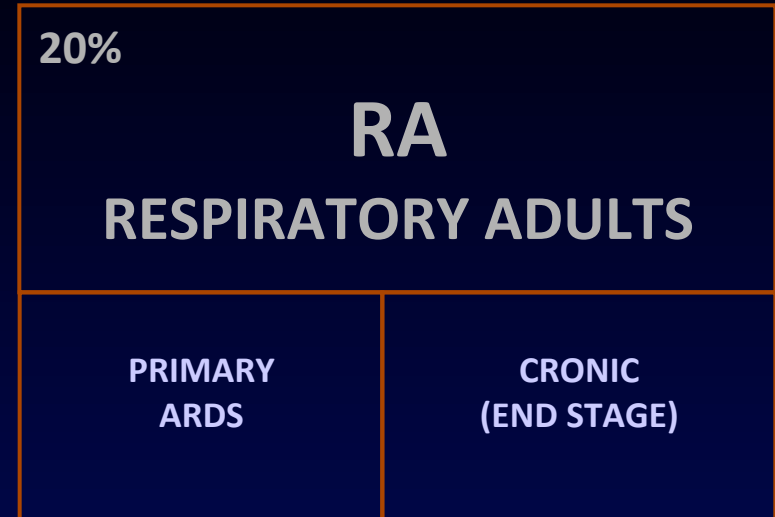 20%
RA
RESPIRATORY ADULTS
PRIMARY
ARDS
CRONIC
(END STAGE)